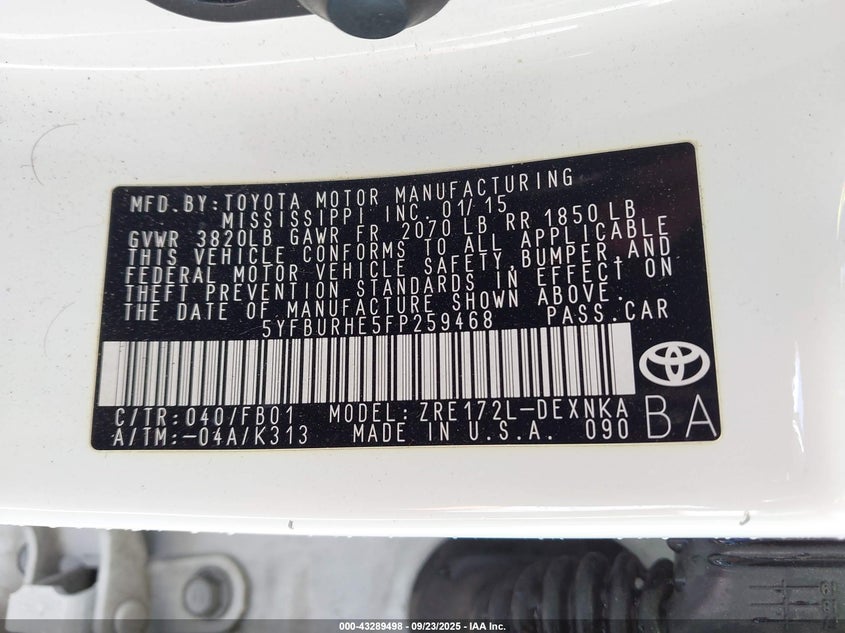 MFD.BY:TOYOTA MOTOR MANUFACTURING
MISSISSIPPI INC. 01/15
GVWR 3820LB GAWR FR 2070 LB RR 1850 LB
THIS VEHICLE CONFORMS TO ALL APPLICABLE
FEDERAL MOTOR VEHICLE SAFETY,BUMPER,AND
THEFT PREVENTION STANDARDS IN EFFECT ON
THE DATE OF MANUFACTURE SHOWN ABOVE.
5YFBURHE5FP259468 PASS.CAR
C/TR:040/FB01 MODEL:ZRE172L-DEXNKA
A/TM:-04A/K313 MADE IN U.S.A. 090 BA
000-43289498 - 09/23/2025 - IAA Inc.